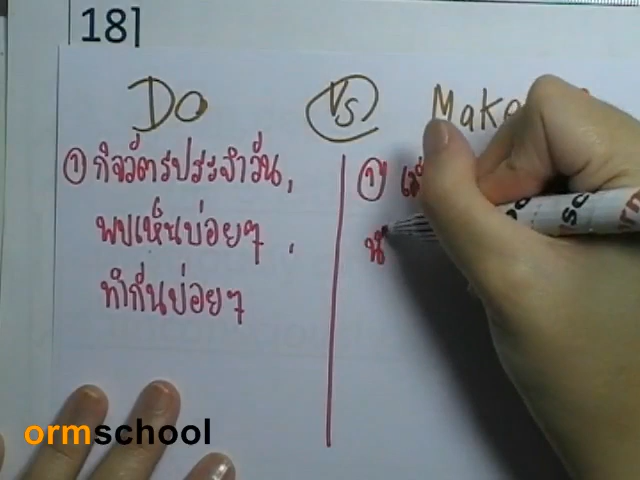 18]
Do Vs Make
① กิจวัตรประจำวัน,
พบเห็นบ่อยๆ,
ทำกันบ่อยๆ
①
ormschool